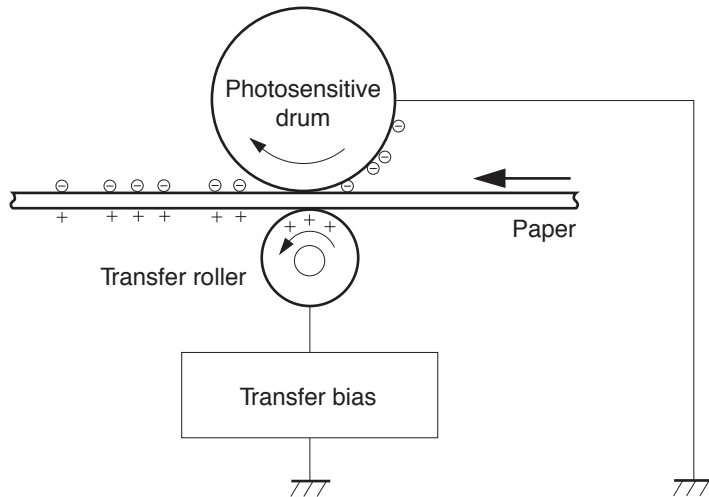 Photosensitive
drum
Paper
Transfer roller
Transfer bias